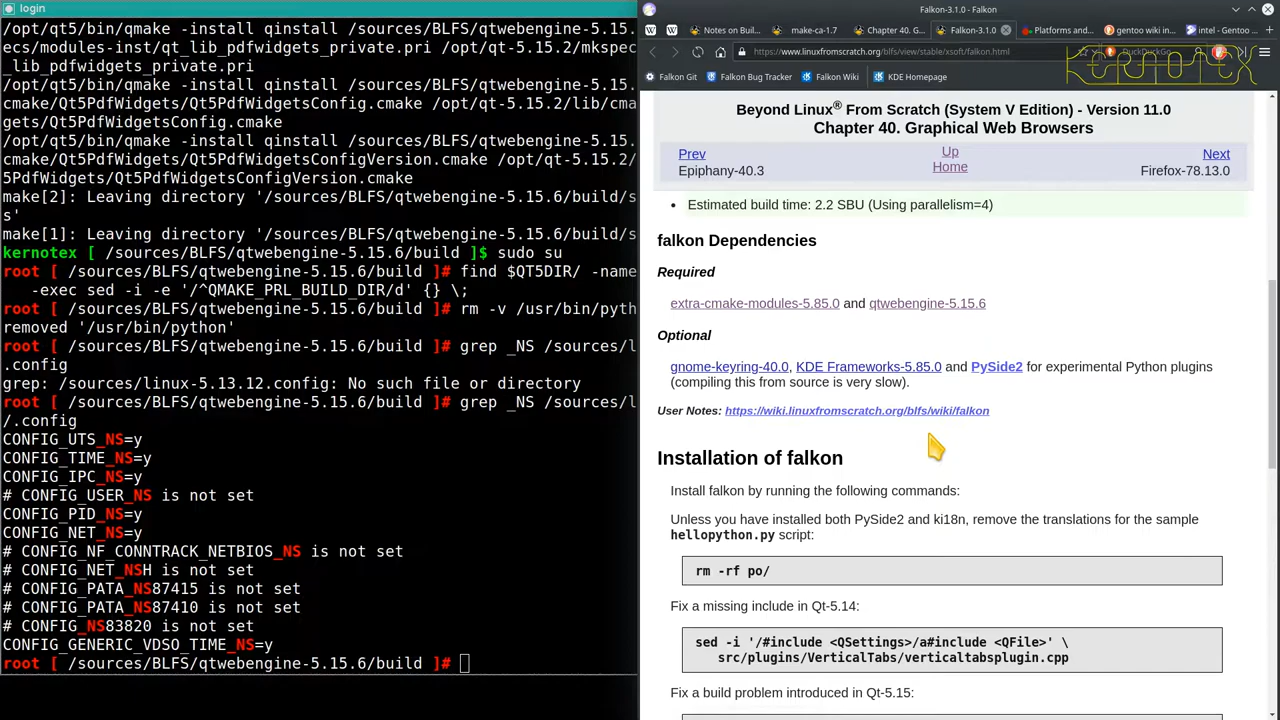 login
/opt/qt5/bin/qmake -install qinstall /sources/BLFS/qtwebengine-5.15.6/build/sr
ecs/modules-inst/qt_lib_pdfwidgets_private.pri /opt/qt-5.15.2/mkspec
_lib_pdfwidgets_private.pri
/opt/qt5/bin/qmake -install qinstall /sources/BLFS/qtwebengine-5.15.
cmake/Qt5PdfWidgets/Qt5PdfWidgetsConfig.cmake /opt/qt-5.15.2/lib/cma
gets/Qt5PdfWidgetsConfig.cmake
/opt/qt5/bin/qmake -install qinstall /sources/BLFS/qtwebengine-5.15.
cmake/Qt5PdfWidgets/Qt5PdfWidgetsConfigVersion.cmake /opt/qt-5.15.2/
5PdfWidgets/Qt5PdfWidgetsConfigVersion.cmake
make[2]: Leaving directory '/sources/BLFS/qtwebengine-5.15.6/build/s
s'
make[1]: Leaving directory '/sources/BLFS/qtwebengine-5.15.6/build/s
kernotex [ /sources/BLFS/qtwebengine-5.15.6/build ]$ sudo su
root [ /sources/BLFS/qtwebengine-5.15.6/build ]# find $QT5DIR/ -name
-exec sed -i -e '/^QMAKE_PRL_BUILD_DIR/d' {} \;
root [ /sources/BLFS/qtwebengine-5.15.6/build ]# rm -v /usr/bin/pyth
removed '/usr/bin/python'
root [ /sources/BLFS/qtwebengine-5.15.6/build ]# grep _NS /sources/l
.config
grep: /sources/linux-5.13.12.config: No such file or directory
root [ /sources/BLFS/qtwebengine-5.15.6/build ]# grep _NS /sources/l
/.config
CONFIG_UTS_NS=y
CONFIG_TIME_NS=y
CONFIG_IPC_NS=y
# CONFIG_USER_NS is not set
CONFIG_PID_NS=y
CONFIG_NET_NS=y
# CONFIG_NF_CONNTRACK_NETBIOS_NS is not set
# CONFIG_NET_NSH is not set
# CONFIG_PATA_NS87415 is not set
# CONFIG_PATA_NS87410 is not set
# CONFIG_NS83820 is not set
CONFIG_GENERIC_VDSO_TIME_NS=y
root [ /sources/BLFS/qtwebengine-5.15.6/build ]#
Falkon-3.1.0 - Falkon
Notes on Buil... make-ca-1.7 Chapter 40. G... Falkon-3.1.0 Platforms and... gentoo wiki in... intel - Gentoo ...
https://www.linuxfromscratch.org/blfs/view/stable/xsoft/falkon.html DuckDuckGo
kernotex
Falkon Git Falkon Bug Tracker Falkon Wiki KDE Homepage
Beyond Linux® From Scratch (System V Edition) - Version 11.0
Chapter 40. Graphical Web Browsers
Prev Up Next
Epiphany-40.3 Home Firefox-78.13.0
• Estimated build time: 2.2 SBU (Using parallelism=4)
falkon Dependencies
Required
extra-cmake-modules-5.85.0 and qtwebengine-5.15.6
Optional
gnome-keyring-40.0, KDE Frameworks-5.85.0 and PySide2 for experimental Python plugins
(compiling this from source is very slow).
User Notes: https://wiki.linuxfromscratch.org/blfs/wiki/falkon
Installation of falkon
Install falkon by running the following commands:
Unless you have installed both PySide2 and ki18n, remove the translations for the sample
hellopython.py script:
rm -rf po/
Fix a missing include in Qt-5.14:
sed -i '/#include <QSettings>/a#include <QFile>' \
src/plugins/VerticalTabs/verticaltabsplugin.cpp
Fix a build problem introduced in Qt-5.15: